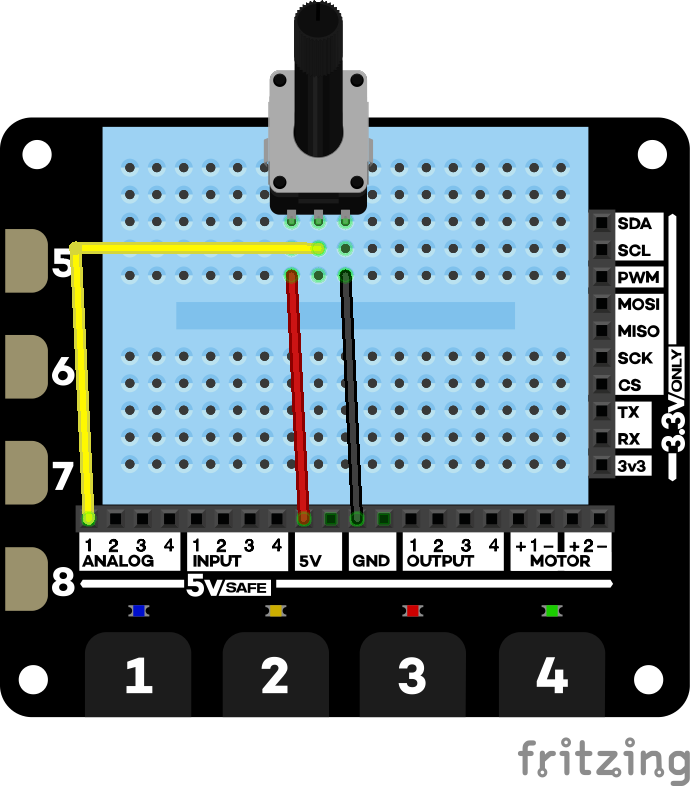 SDA
5
SCL
PWM
MOSI
MISO
6
SCK
CS
TX
RX
7
3v3
3.3V/ONLY
1 2 3 4 1 2 3 4 5V GND 1 2 3 4 +1- +2-
ANALOG INPUT OUTPUT MOTOR
8
5V/SAFE
1 2 3 4
fritzing